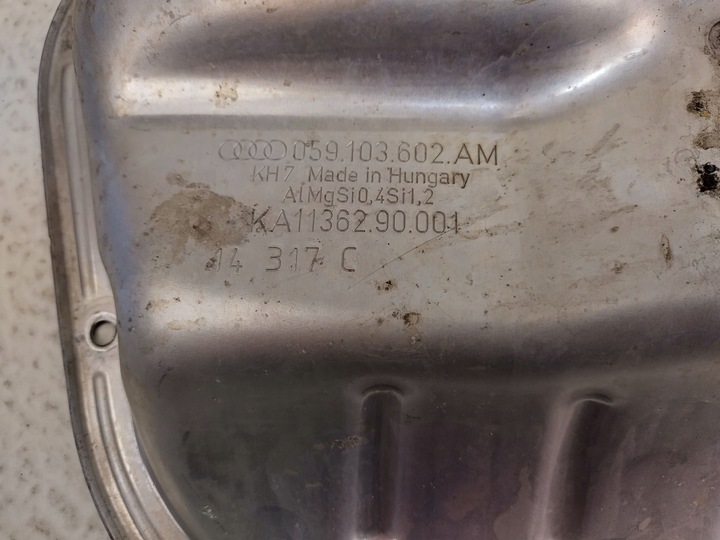 059.103.602.AM
KH7 Made in Hungary
AlMgSi0,4Si1,2
KA11362.90.001
14 317 C